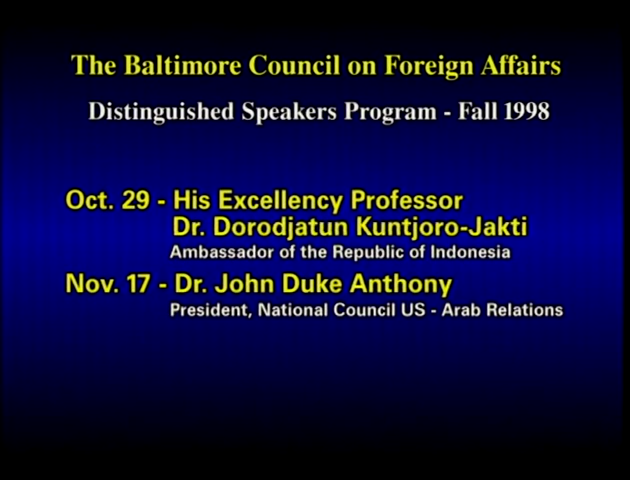 The Baltimore Council on Foreign Affairs
Distinguished Speakers Program - Fall 1998
Oct. 29 - His Excellency Professor
Dr. Dorodjatun Kuntjoro-Jakti
Ambassador of the Republic of Indonesia
Nov. 17 - Dr. John Duke Anthony
President, National Council US - Arab Relations